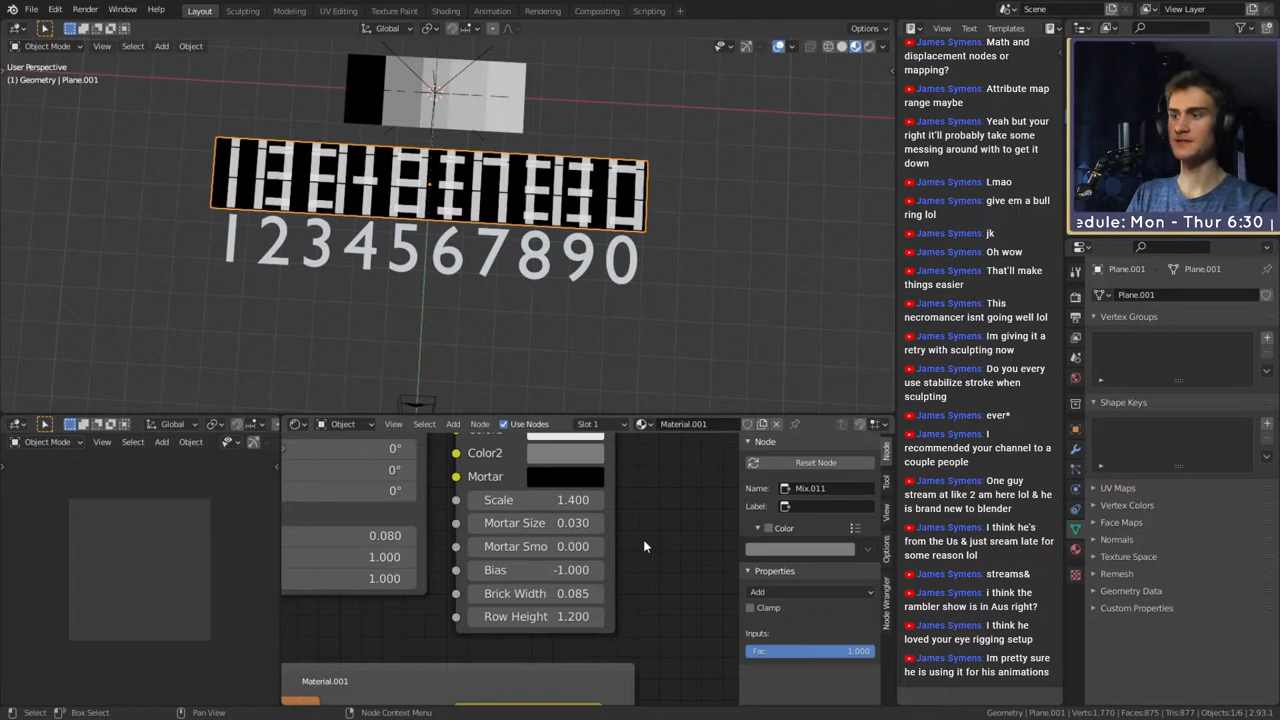 File Edit Render Window Help
Layout Sculpting Modeling UV Editing Texture Paint Shading Animation Rendering Compositing Scripting +
Scene
View Layer
Global
Options
Object Mode View Select Add Object
User Perspective
(1) Geometry | Plane.001
1234567890
Object Mode View Select Add Object
Global
Object View Select Add Node Use Nodes Slot 1 Material.001
0°
0°
0°
0.080
1.000
1.000
Color2
Mortar
Scale 1.400
Mortar Size 0.030
Mortar Smo 0.000
Bias -1.000
Brick Width 0.085
Row Height 1.200
Material.001
Node
Reset Node
Name: Mix.011
Label:
Color
Properties
Add
Clamp
Inputs:
Fac 1.000
Node
Tool
View
Options
Node Wrangler
View Text Templates
James Symens: Math and
displacement nodes or
mapping?
James Symens: Attribute map
range maybe
James Symens: Yeah but your
right it'll probably take some
messing around with to get it
down
James Symens: Lmao
James Symens: give em a bull
ring lol
James Symens: jk
James Symens: Oh wow
James Symens: That'll make
things easier
James Symens: This
necromancer isnt going well lol
James Symens: Im giving it a
retry with sculpting now
James Symens: Do you every
use stabilize stroke when
sculpting
James Symens: ever*
James Symens: I
recommended your channel to a
couple people
James Symens: One guy
stream at like 2 am here lol & he
is brand new to blender
James Symens: I think he's
from the Us & just sream late for
some reason lol
James Symens: streams&
James Symens: i think the
rambler show is in Aus right?
James Symens: I think he
loved your eye rigging setup
James Symens: Im pretty sure
he is using it for his animations
edule: Mon - Thur 6:30
Plane.001 Plane.001
Plane.001
Vertex Groups
Shape Keys
UV Maps
Vertex Colors
Face Maps
Normals
Texture Space
Remesh
Geometry Data
Custom Properties
Select Box Select Pan View Node Context Menu
Geometry | Plane.001 | Verts:1,770 | Faces:875 | Tris:877 | Objects:1/6 | 2.93.1